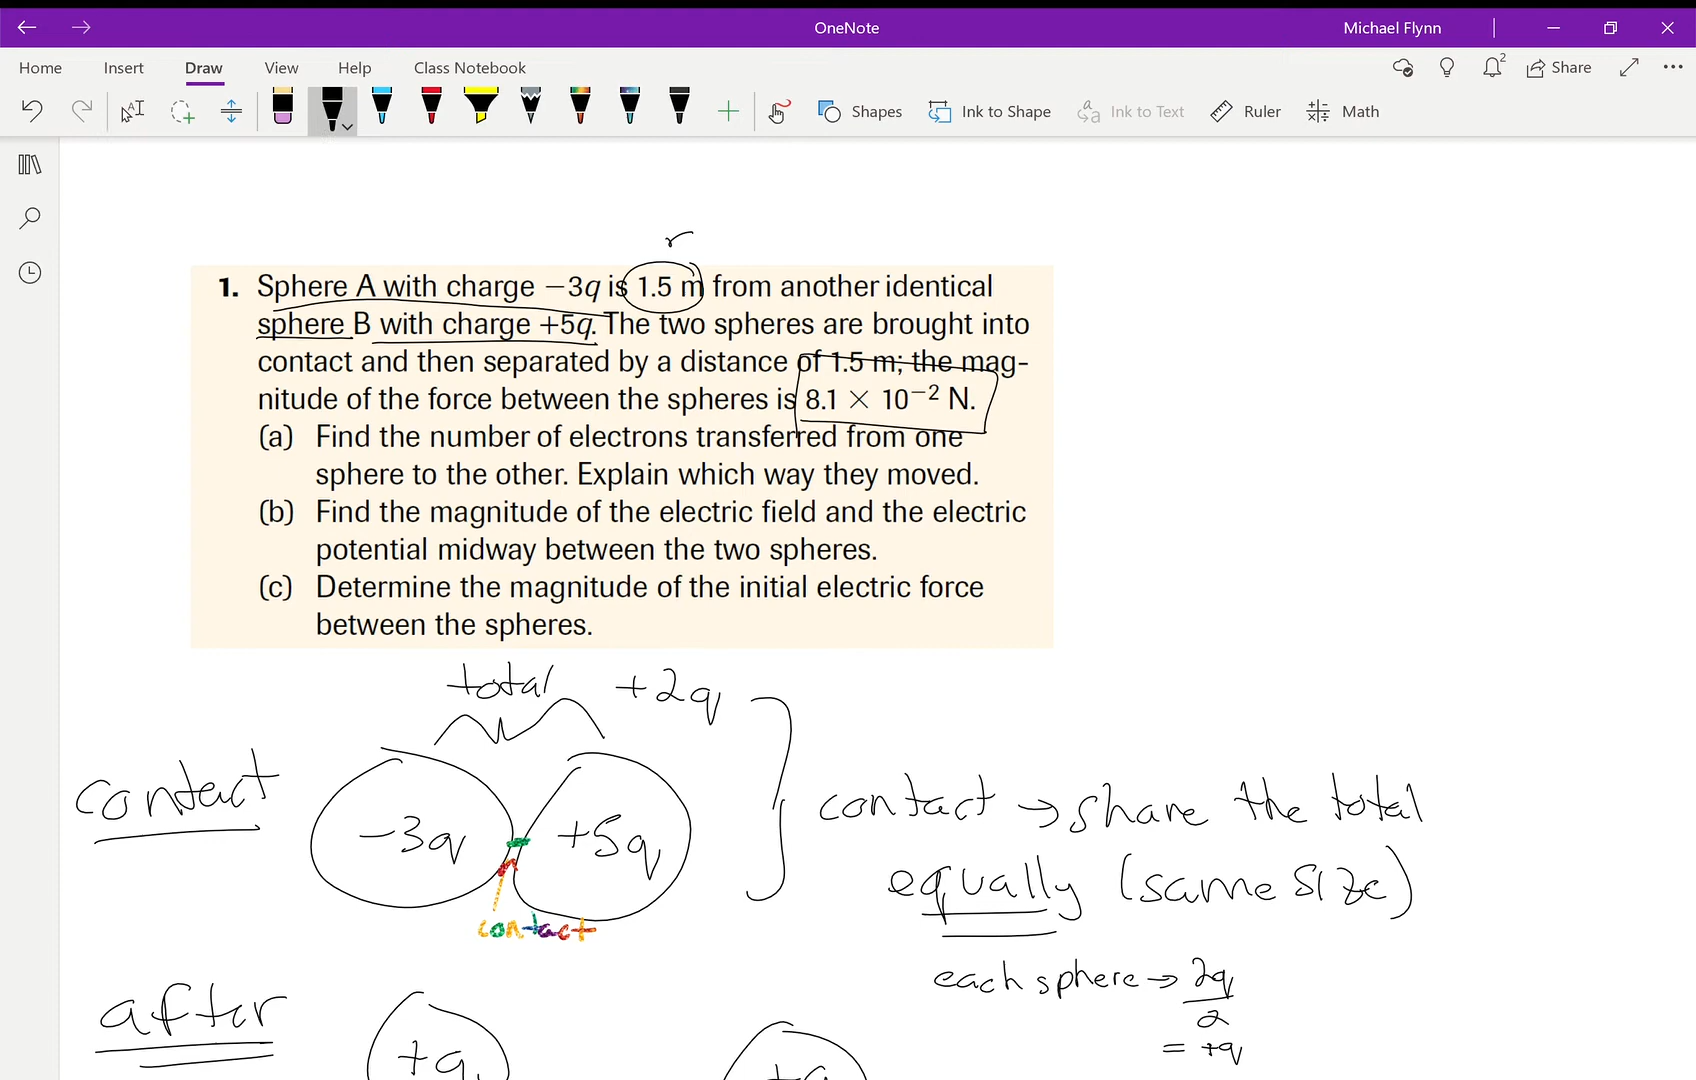 OneNote
Michael Flynn
Home Insert Draw View Help Class Notebook
2 Share
Shapes Ink to Shape Ink to Text Ruler Math
r
1. Sphere A with charge −3q is 1.5 m from another identical
sphere B with charge +5q. The two spheres are brought into
contact and then separated by a distance of 1.5 m; the mag-
nitude of the force between the spheres is 8.1 × 10⁻² N.
(a) Find the number of electrons transferred from one
sphere to the other. Explain which way they moved.
(b) Find the magnitude of the electric field and the electric
potential midway between the two spheres.
(c) Determine the magnitude of the initial electric force
between the spheres.
total +2q
contact
−3q +5q
contact
contact → share the total
equally (same size)
each sphere → 2q/2
= +q
after
+q +q